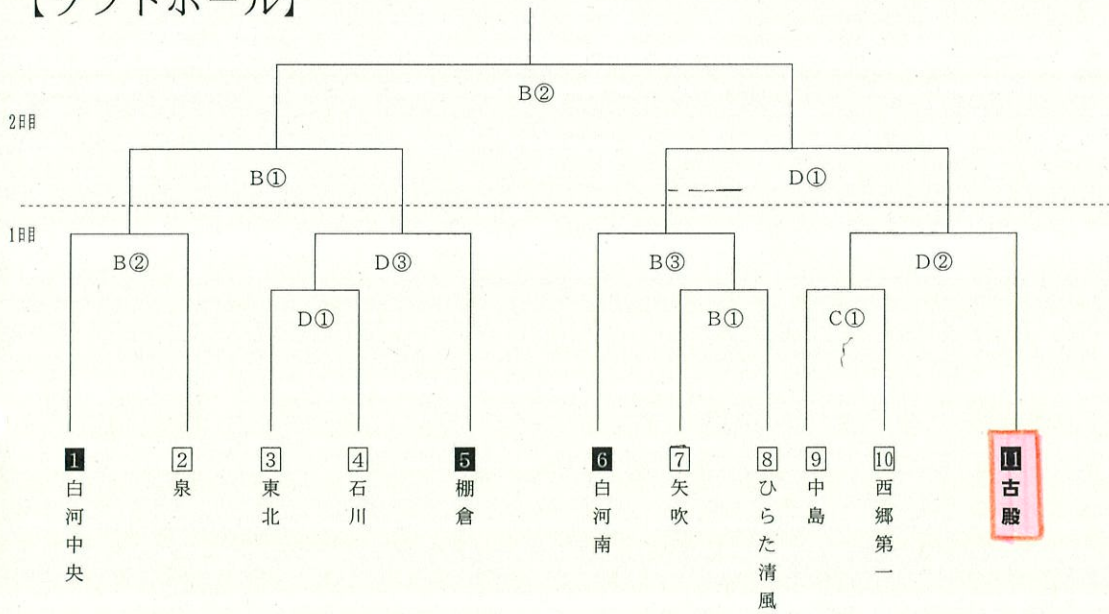 【ソフトボール】
B②
2日目
B①
D①
1日目
B②
D③
B③
D②
D①
B①
C①
1 白河中央
2 泉
3 東北
4 石川
5 棚倉
6 白河南
7 矢吹
8 ひらた清風
9 中島
10 西郷第一
11 古殿